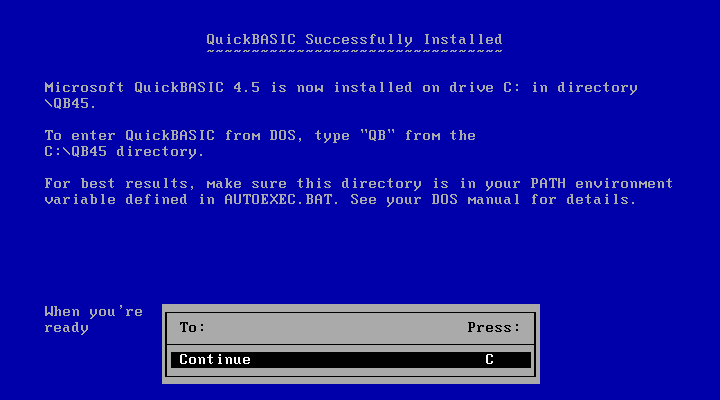 QuickBASIC Successfully Installed
~~~~~~~~~~~~~~~~~~~~~~~~~~~~~~~~~
Microsoft QuickBASIC 4.5 is now installed on drive C: in directory
\QB45.
To enter QuickBASIC from DOS, type "QB" from the
C:\QB45 directory.
For best results, make sure this directory is in your PATH environment
variable defined in AUTOEXEC.BAT. See your DOS manual for details.
When you're
ready
To: Press:
Continue C